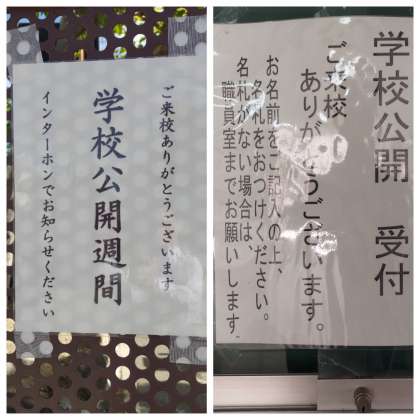 ご来校ありがとうございます
学校公開週間
インターホンでお知らせください
学校公開 受付
ご来校
ありがとうございます。
お名前をご記入の上、
名札をおつけください。
名札がない場合は、
職員室までお願いします。